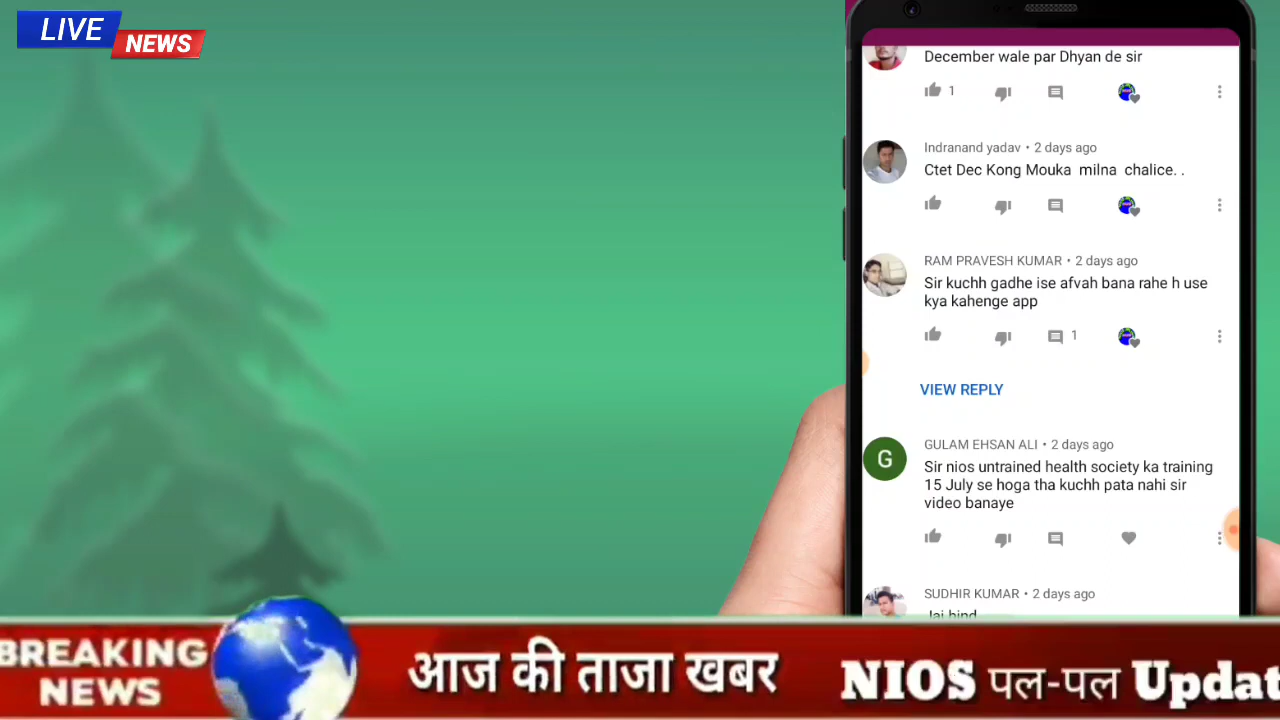 LIVE
NEWS
December wale par Dhyan de sir
1
Indranand yadav • 2 days ago
Ctet Dec Kong Mouka milna chalice. .
RAM PRAVESH KUMAR • 2 days ago
Sir kuchh gadhe ise afvah bana rahe h use
kya kahenge app
1
VIEW REPLY
G
GULAM EHSAN ALI • 2 days ago
Sir nios untrained health society ka training
15 July se hoga tha kuchh pata nahi sir
video banaye
SUDHIR KUMAR • 2 days ago
Jai hind
BREAKING
NEWS
आज की ताजा खबर
NIOS पल-पल Updat